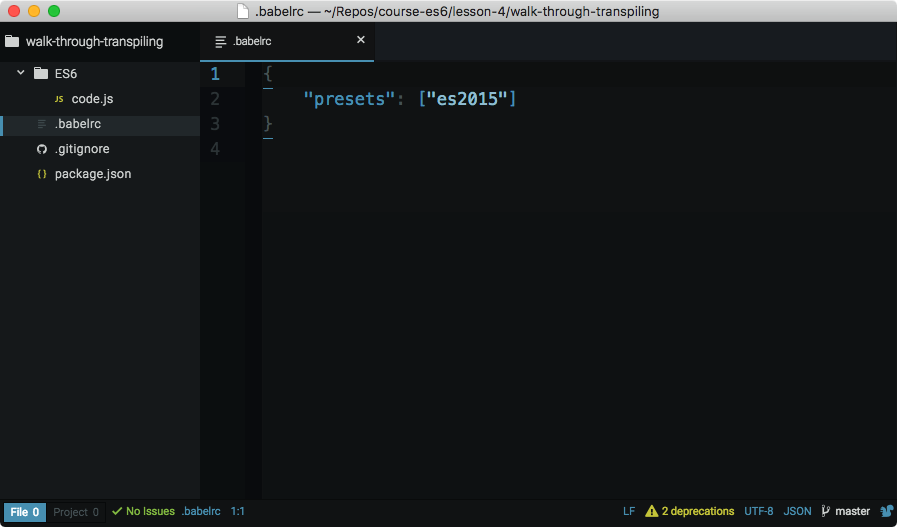 .babelrc — ~/Repos/course-es6/lesson-4/walk-through-transpiling
walk-through-transpiling
ES6
JS code.js
.babelrc
.gitignore
{} package.json
.babelrc ×
1 {
2 "presets": ["es2015"]
3 }
4
File 0 Project 0 No Issues .babelrc 1:1 LF 2 deprecations UTF-8 JSON master